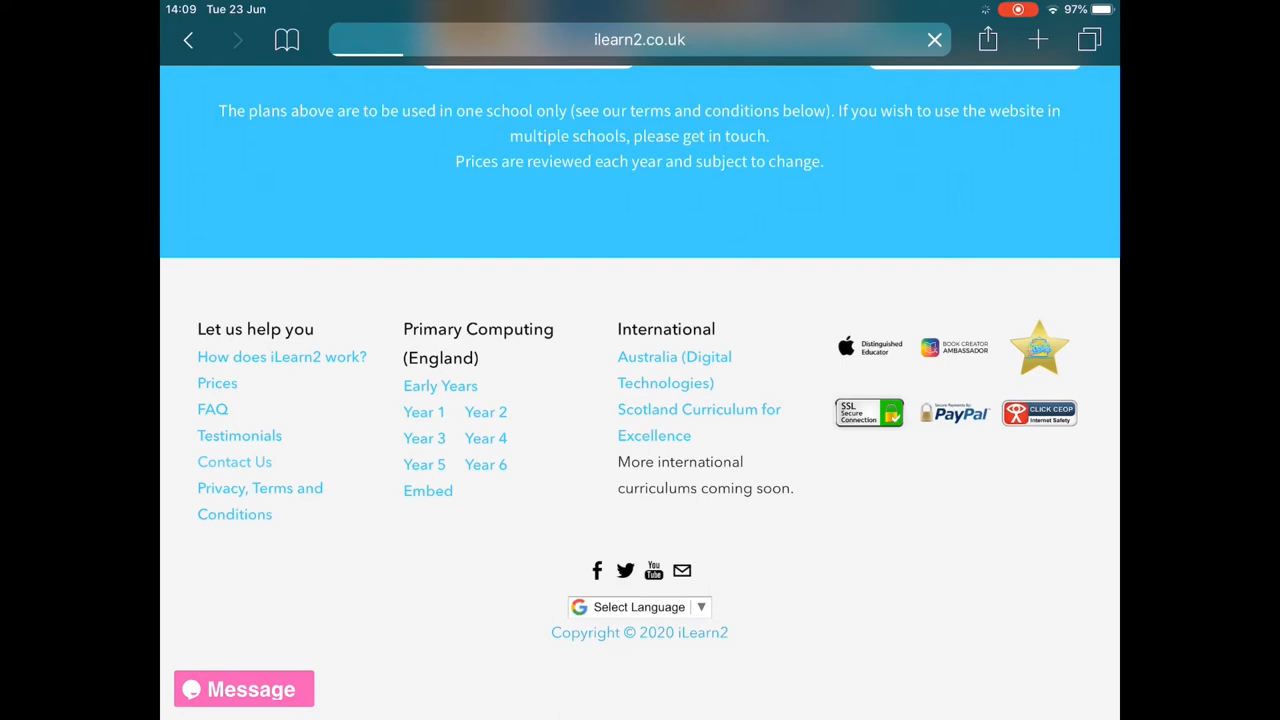 14:09 Tue 23 Jun 97%
ilearn2.co.uk
The plans above are to be used in one school only (see our terms and conditions below). If you wish to use the website in
multiple schools, please get in touch.
Prices are reviewed each year and subject to change.
Let us help you
How does iLearn2 work?
Prices
FAQ
Testimonials
Contact Us
Privacy, Terms and
Conditions
Primary Computing
(England)
Early Years
Year 1 Year 2
Year 3 Year 4
Year 5 Year 6
Embed
International
Australia (Digital
Technologies)
Scotland Curriculum for
Excellence
More international
curriculums coming soon.
Distinguished
Educator
BOOK CREATOR
AMBASSADOR
SSL
Secure
Connection
Secure Payments By:
PayPal
CLICK CEOP
Internet Safety
You
Tube
Select Language ▼
Copyright © 2020 iLearn2
Message